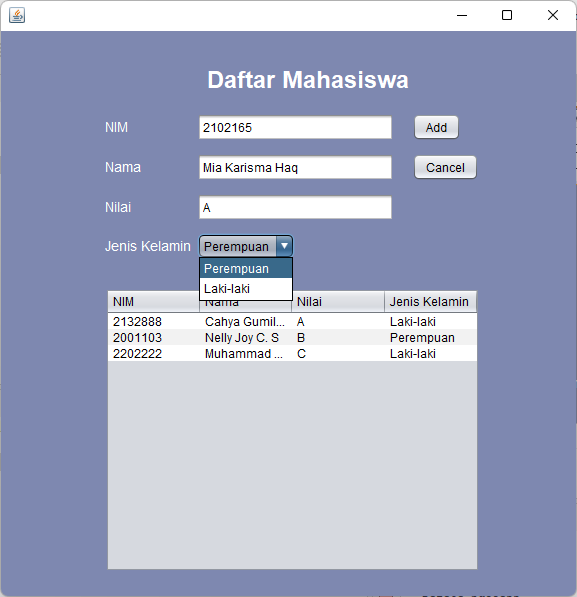 Daftar Mahasiswa
NIM 2102165 Add
Nama Mia Karisma Haq Cancel
Nilai A
Jenis Kelamin Perempuan
Perempuan
Laki-laki
NIM Nama Nilai Jenis Kelamin
2132888 Cahya Gumil... A Laki-laki
2001103 Nelly Joy C. S B Perempuan
2202222 Muhammad ... C Laki-laki